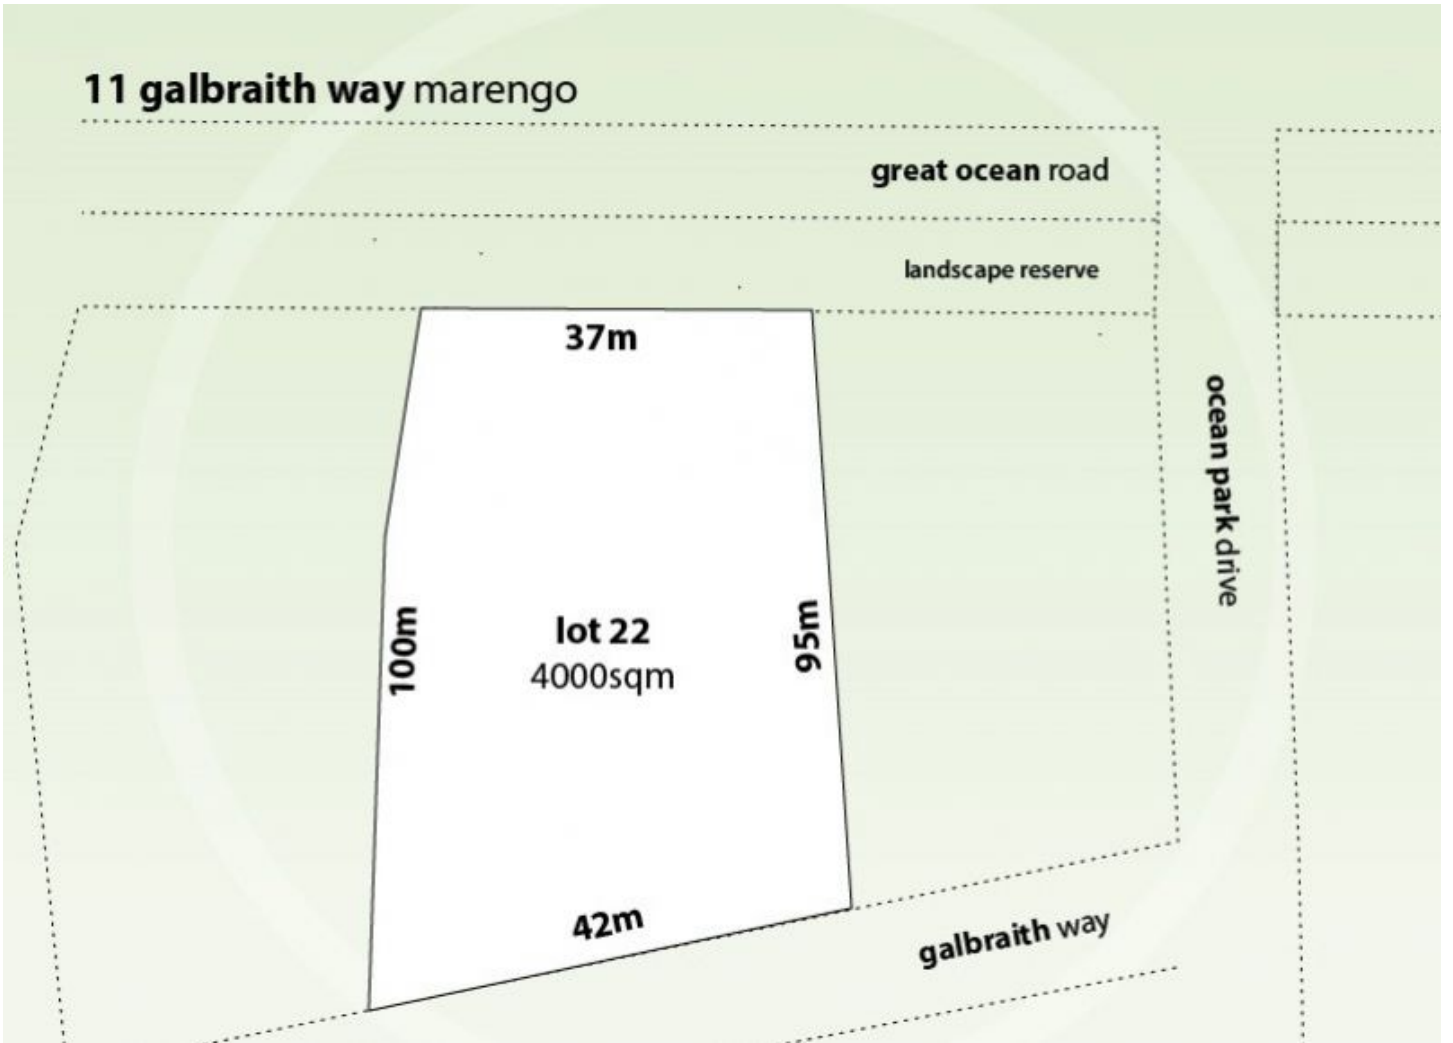 11 galbraith way marengo
great ocean road
landscape reserve
37m
ocean park drive
100m
lot 22
4000sqm
95m
42m
galbraith way